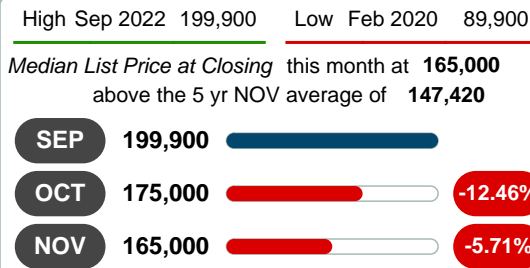 High Sep 2022 199,900 Low Feb 2020 89,900
Median List Price at Closing this month at 165,000
above the 5 yr NOV average of 147,420
SEP 199,900
OCT 175,000 -12.46%
NOV 165,000 -5.71%